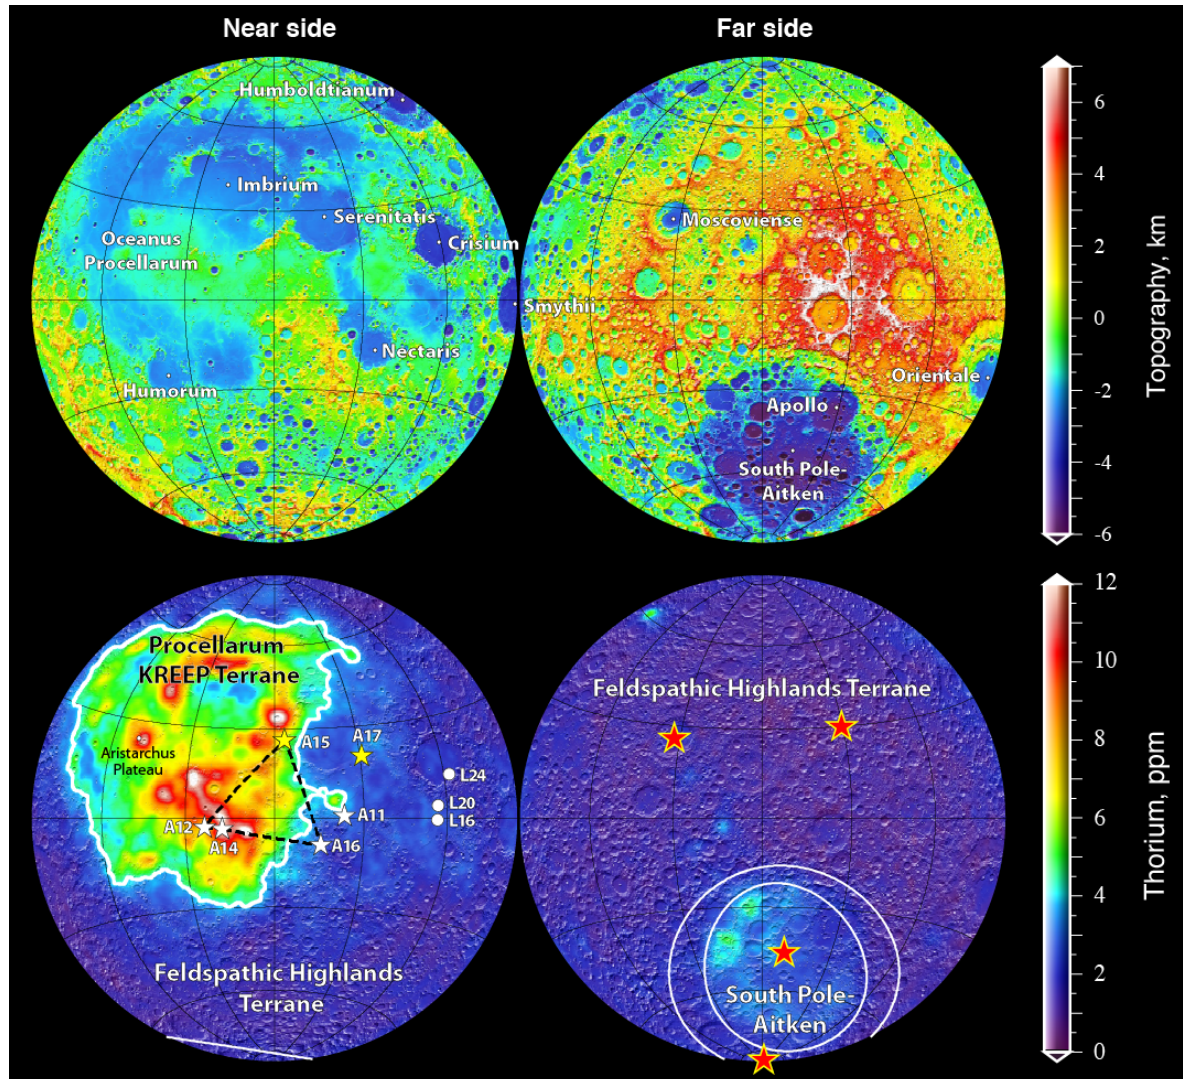 Near side
Far side
Humboldtianum
Imbrium
Serenitatis
Crisium
Oceanus
Procellarum
Smythii
Nectaris
Humorum
Moscoviense
Orientale
Apollo
South Pole-
Aitken
6
4
2
0
-2
-4
-6
Topography, km
Procellarum
KREEP Terrane
Aristarchus
Plateau
A15
A17
L24
L20
L16
A11
A12
A14
A16
Feldspathic Highlands
Terrane
Feldspathic Highlands Terrane
South Pole-
Aitken
12
10
8
6
4
2
0
Thorium, ppm